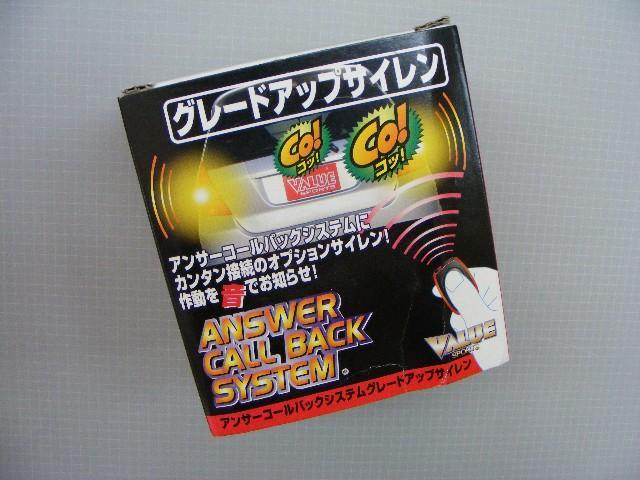 グレードアップサイレン
CO!
コッ!
CO!
コッ!
VALUE
SPORTS
アンサーコールバックシステムに
カンタン接続のオプションサイレン!
作動を音でお知らせ!
ANSWER
CALL BACK
SYSTEM
VALUE
SPORTS
アンサーコールバックシステムグレードアップサイレン